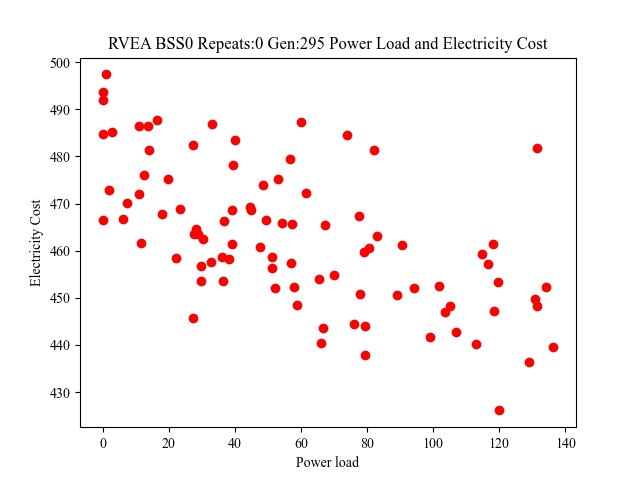 RVEA BSS0 Repeats:0 Gen:295 Power Load and Electricity Cost
500
490
480
470
460
450
440
430
Electricity Cost
0 20 40 60 80 100 120 140
Power load